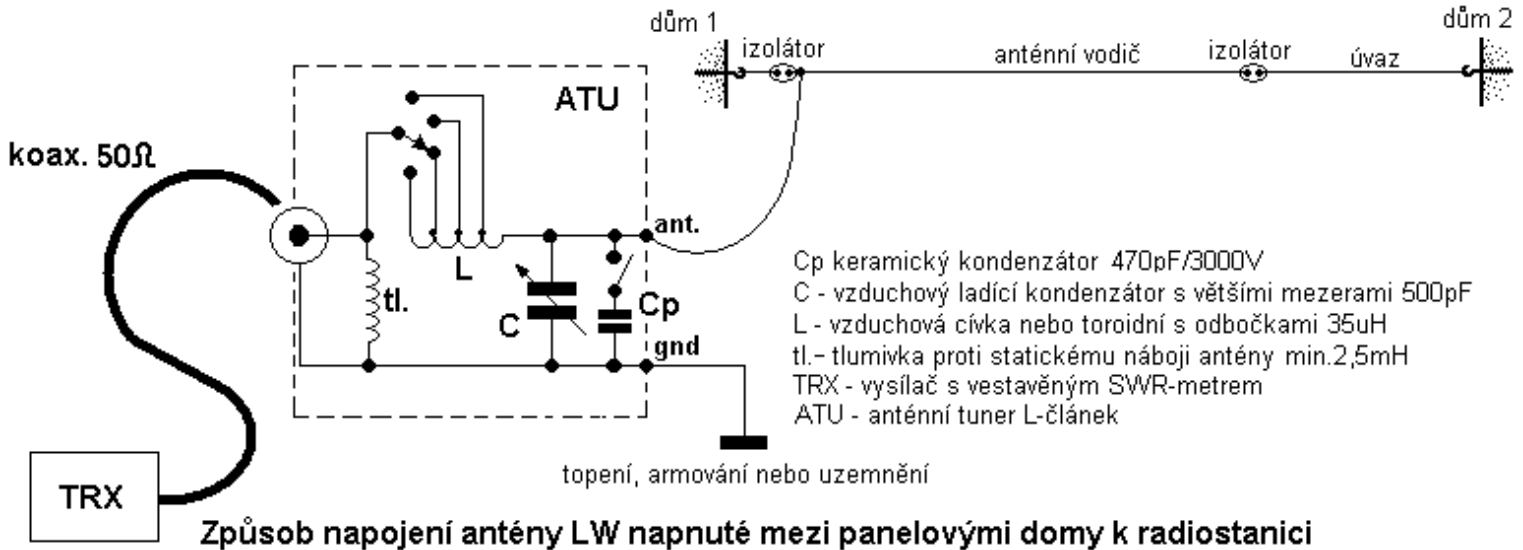 dům 1
dům 2
izolátor
anténní vodič
izolátor
úvaz
ATU
koax. 50Ω
ant.
L
tl.
C
Cp
gnd
Cp keramický kondenzátor 470pF/3000V
C - vzduchový ladící kondenzátor s většími mezerami 500pF
L - vzduchová cívka nebo toroidní s odbočkami 35uH
tl.- tlumivka proti statickému náboji antény min.2,5mH
TRX - vysílač s vestavěným SWR-metrem
ATU - anténní tuner L-článek
topení, armování nebo uzemnění
TRX
Způsob napojení antény LW napnuté mezi panelovými domy k radiostanici